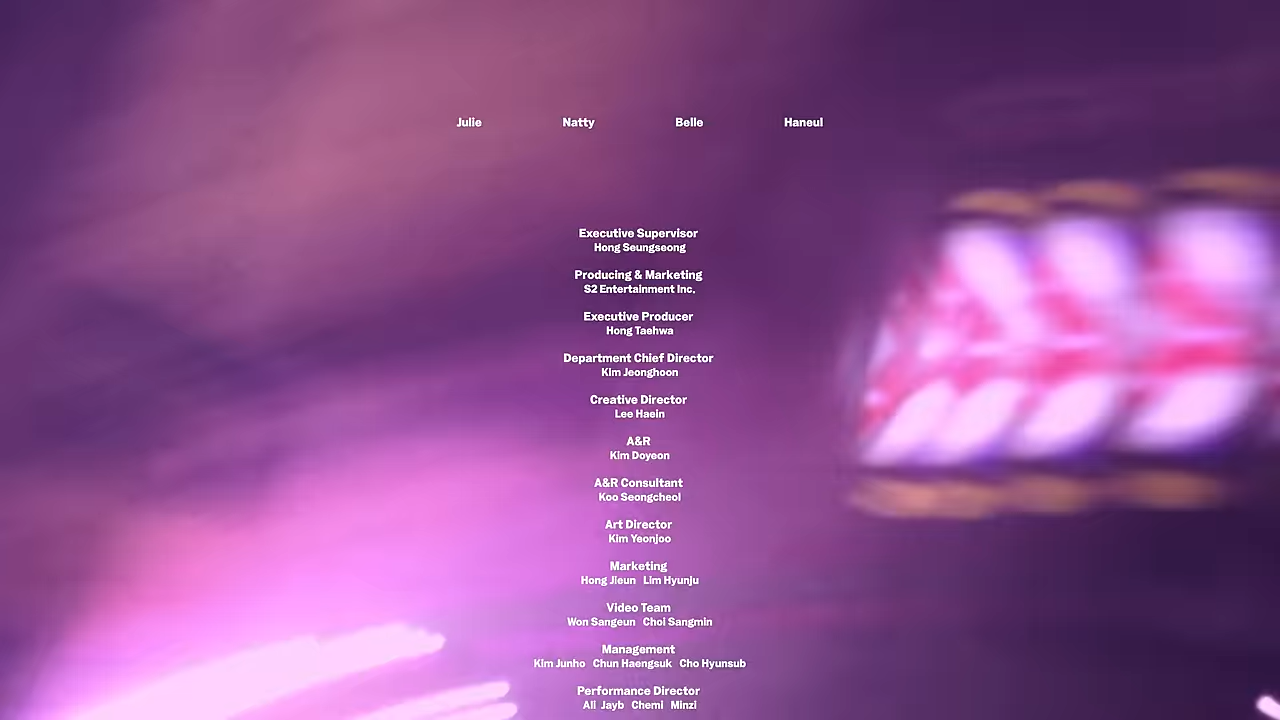 Julie Natty Belle Haneul
Executive Supervisor
Hong Seungseong
Producing & Marketing
S2 Entertainment Inc.
Executive Producer
Hong Taehwa
Department Chief Director
Kim Jeonghoon
Creative Director
Lee Haein
A&R
Kim Doyeon
A&R Consultant
Koo Seongcheol
Art Director
Kim Yeonjoo
Marketing
Hong Jieun Lim Hyunju
Video Team
Won Sangeun Choi Sangmin
Management
Kim Junho Chun Haengsuk Cho Hyunsub
Performance Director
Ali Jayb Chemi Minzi